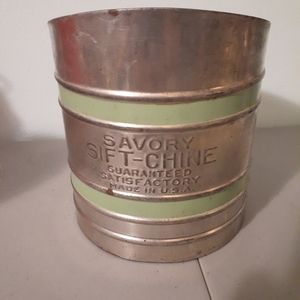 SAVORY
SIFT-CHINE
GUARANTEED
SATISFACTORY
MADE IN U.S.A.